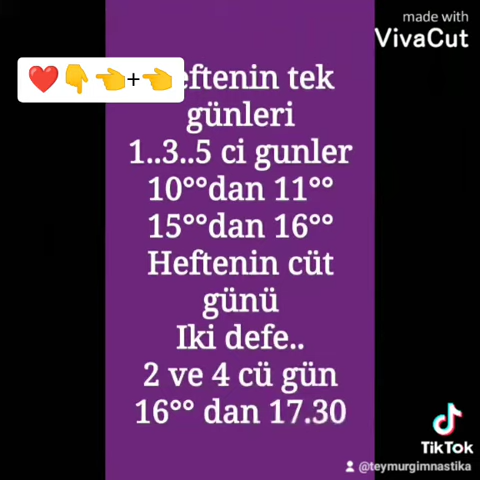 made with
VivaCut
❤️👇👈+👈
eftenin tek
günleri
1..3..5 ci gunler
10°°dan 11°°
15°°dan 16°°
Heftenin cüt
günü
Iki defe..
2 ve 4 cü gün
16°° dan 17.30
TikTok
@teymurgimnastika